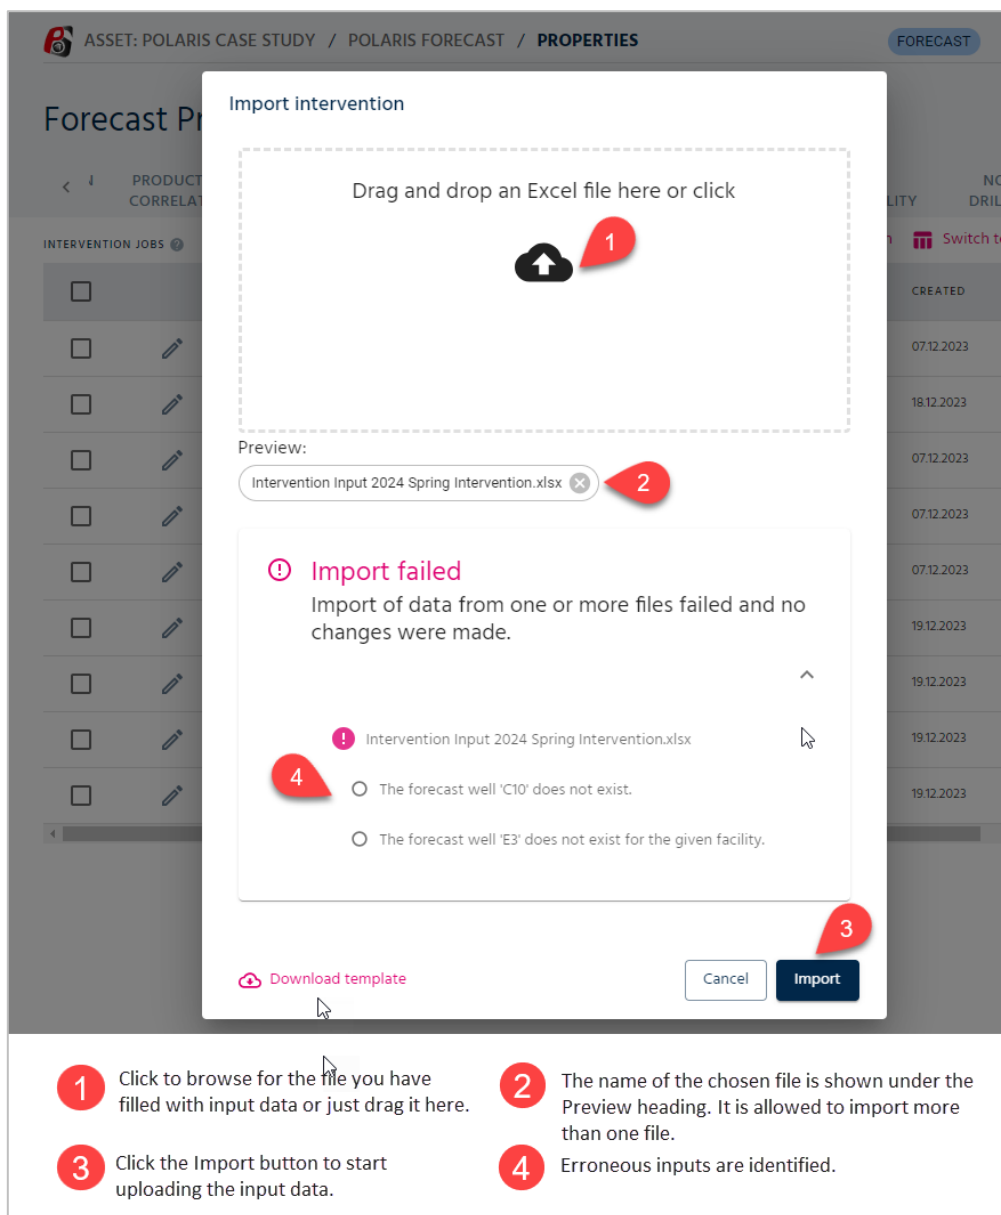 ASSET: POLARIS CASE STUDY / POLARIS FORECAST / PROPERTIES
FORECAST
Forecast Pr
PRODUCT
CORRELAT
LITY
NO
DRIL
INTERVENTION JOBS
n
Switch to
CREATED
07.12.2023
18.12.2023
07.12.2023
07.12.2023
07.12.2023
19.12.2023
19.12.2023
19.12.2023
19.12.2023
Import intervention
Drag and drop an Excel file here or click
1
Preview:
Intervention Input 2024 Spring Intervention.xlsx
2
Import failed
Import of data from one or more files failed and no
changes were made.
Intervention Input 2024 Spring Intervention.xlsx
4
The forecast well 'C10' does not exist.
The forecast well 'E3' does not exist for the given facility.
3
Download template
Cancel
Import
1
Click to browse for the file you have
filled with input data or just drag it here.
2
The name of the chosen file is shown under the
Preview heading. It is allowed to import more
than one file.
3
Click the Import button to start
uploading the input data.
4
Erroneous inputs are identified.